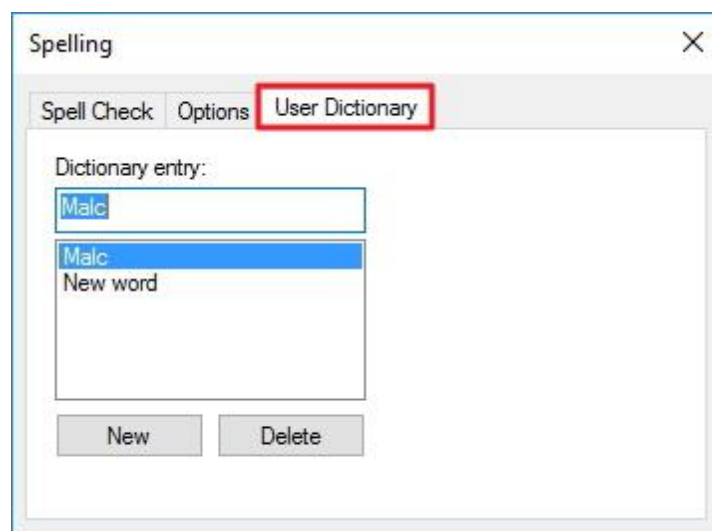 Spelling
Spell Check Options User Dictionary
Dictionary entry:
Malc
Malc
New word
New Delete